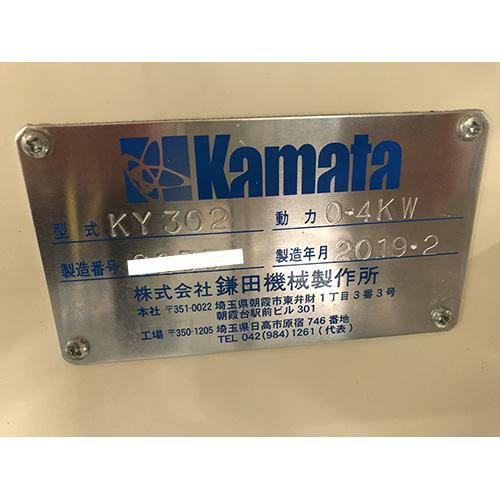 Kamata
型式 KY302 動力 0.4KW
製造番号 製造年月 2019.2
株式会社 鎌田機械製作所
本社 〒351-0022 埼玉県朝霞市東弁財1丁目3番3号
朝霞台駅前ビル301
工場 〒350-1205 埼玉県日高市原宿746番地
TEL 042(984)1261(代表)